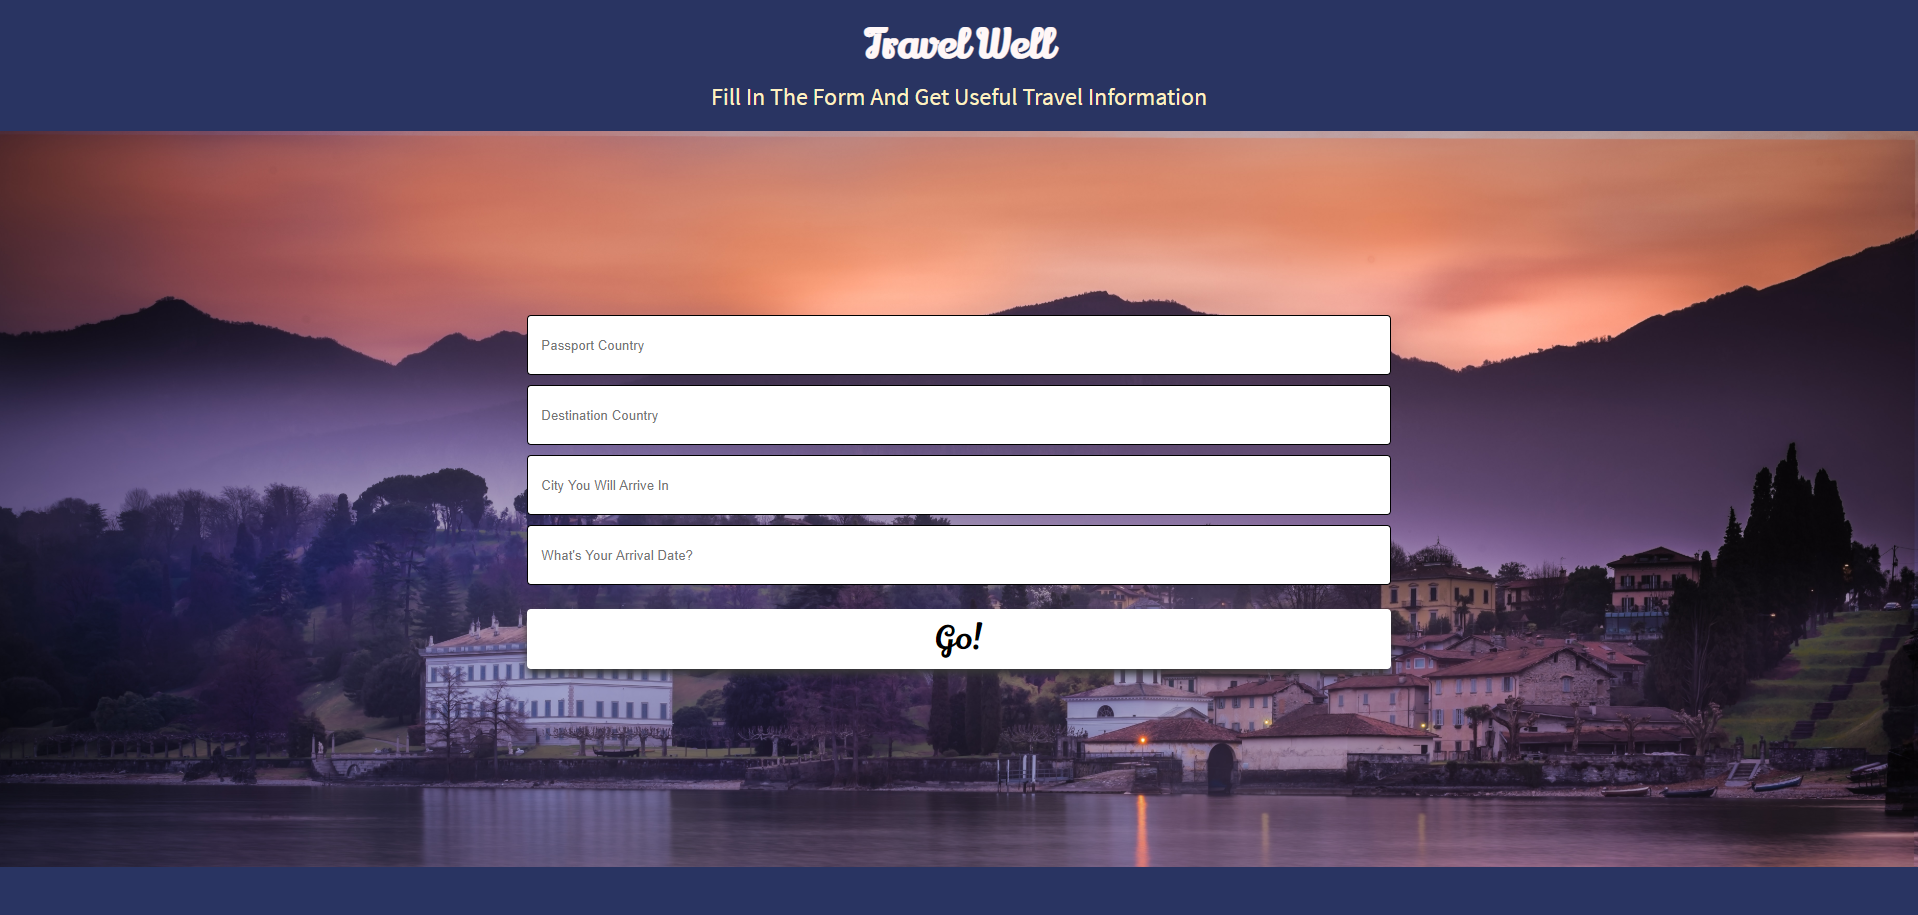 Travel Well
Fill In The Form And Get Useful Travel Information
Passport Country
Destination Country
City You Will Arrive In
What's Your Arrival Date?
Go!